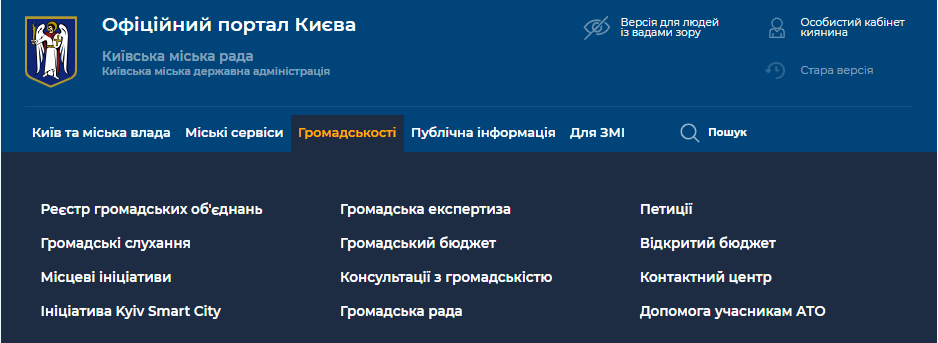 Офіційний портал Києва
Київська міська рада
Київська міська державна адміністрація
Версія для людей
із вадами зору
Особистий кабінет
киянина
Стара версія
Київ та міська влада Міські сервіси Громадськості Публічна інформація Для ЗМІ Пошук
Реєстр громадських об'єднань Громадська експертиза Петиції
Громадські слухання Громадський бюджет Відкритий бюджет
Місцеві ініціативи Консультації з громадськістю Контактний центр
Ініціатива Kyiv Smart City Громадська рада Допомога учасникам АТО